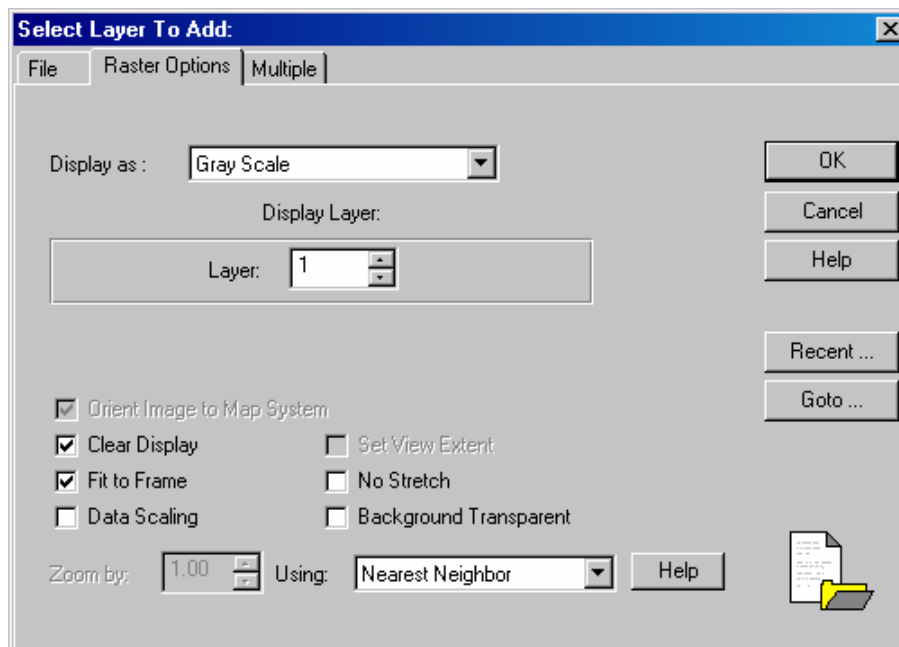 Select Layer To Add:
File
Raster Options
Multiple
Display as :
Gray Scale
OK
Display Layer:
Cancel
Layer:
1
Help
Recent ...
Goto ...
Orient Image to Map System
Clear Display
Set View Extent
Fit to Frame
No Stretch
Data Scaling
Background Transparent
Zoom by:
1.00
Using:
Nearest Neighbor
Help